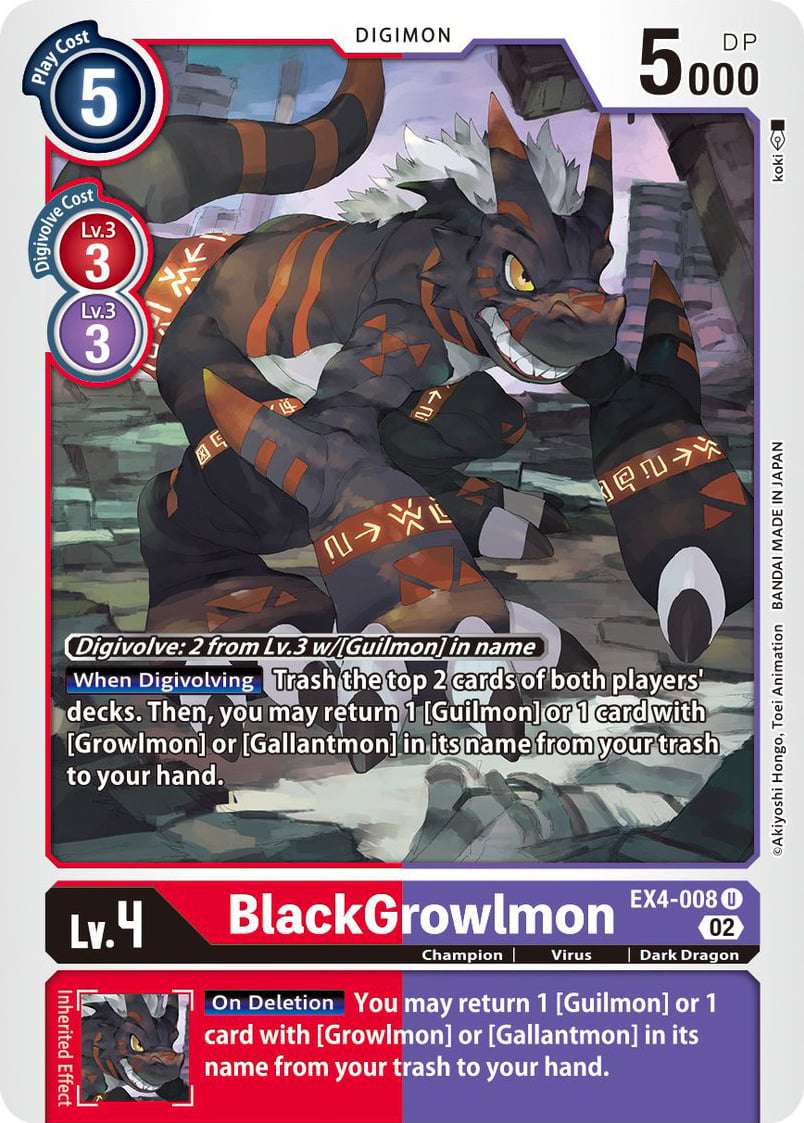 Play Cost
5
DIGIMON
DP
5000
koki
Digivolve Cost
Lv.3
3
Lv.3
3
Digivolve: 2 from Lv.3 w/[Guilmon] in name
When Digivolving Trash the top 2 cards of both players'
decks. Then, you may return 1 [Guilmon] or 1 card with
[Growlmon] or [Gallantmon] in its name from your trash
to your hand.
©Akiyoshi Hongo, Toei Animation BANDAI MADE IN JAPAN
Lv.4
BlackGrowlmon
EX4-008 U
02
Champion | Virus | Dark Dragon
Inherited Effect
On Deletion You may return 1 [Guilmon] or 1
card with [Growlmon] or [Gallantmon] in its
name from your trash to your hand.